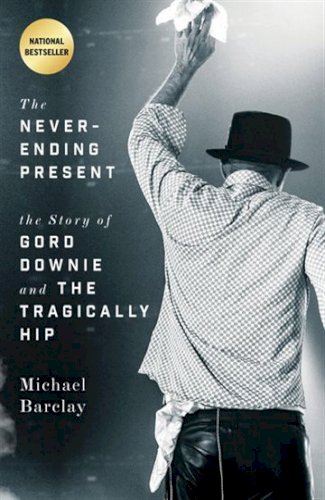 NATIONAL
BESTSELLER
The
NEVER-
ENDING
PRESENT
the Story of
GORD
DOWNIE
and THE
TRAGICALLY
HIP
Michael
Barclay